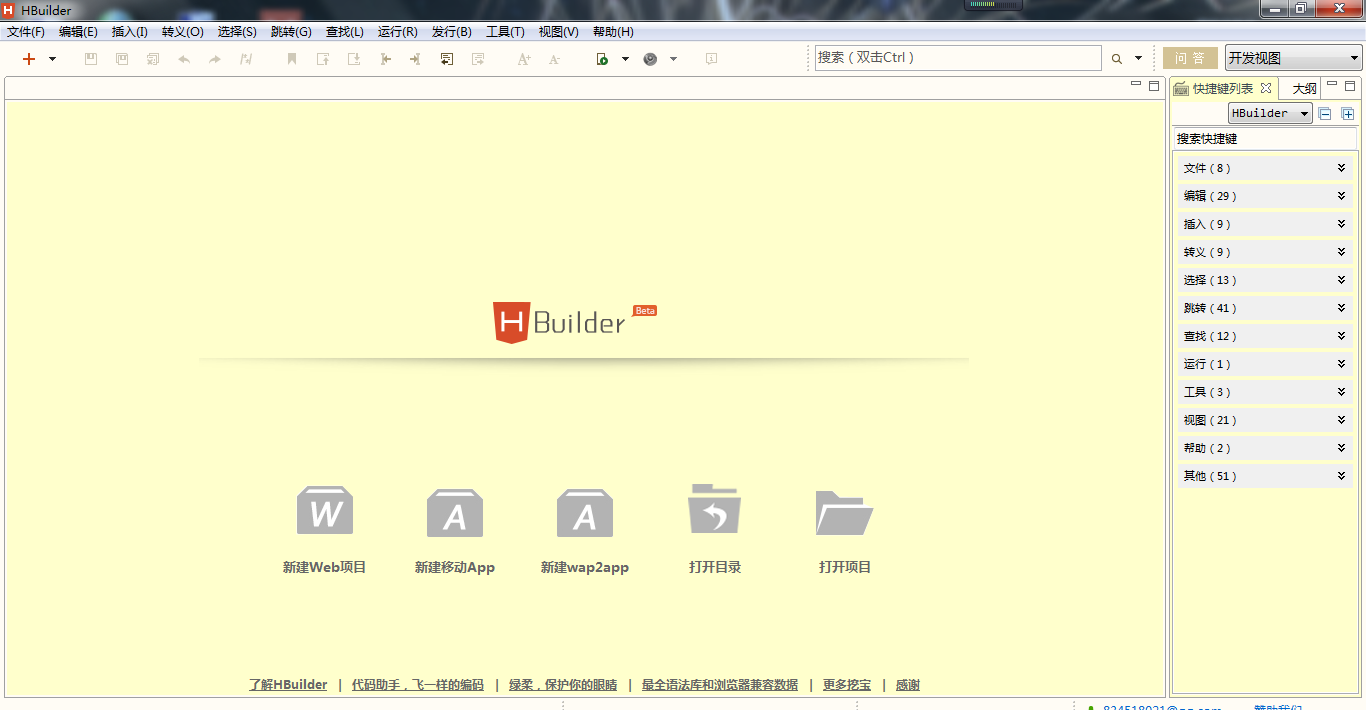 HBuilder
文件(F) 编辑(E) 插入(I) 转义(O) 选择(S) 跳转(G) 查找(L) 运行(R) 发行(B) 工具(T) 视图(V) 帮助(H)
搜索（双击Ctrl） 问 答 开发视图
快捷键列表 大纲
HBuilder
搜索快捷键
文件（8）
编辑（29）
插入（9）
转义（9）
选择（13）
跳转（41）
查找（12）
运行（1）
工具（3）
视图（21）
帮助（2）
其他（51）
H Builder Beta
W A A
新建Web项目 新建移动App 新建wap2app 打开目录 打开项目
了解HBuilder | 代码助手，飞一样的编码 | 绿柔，保护你的眼睛 | 最全语法库和浏览器兼容数据 | 更多挖宝 | 感谢
赞助我们